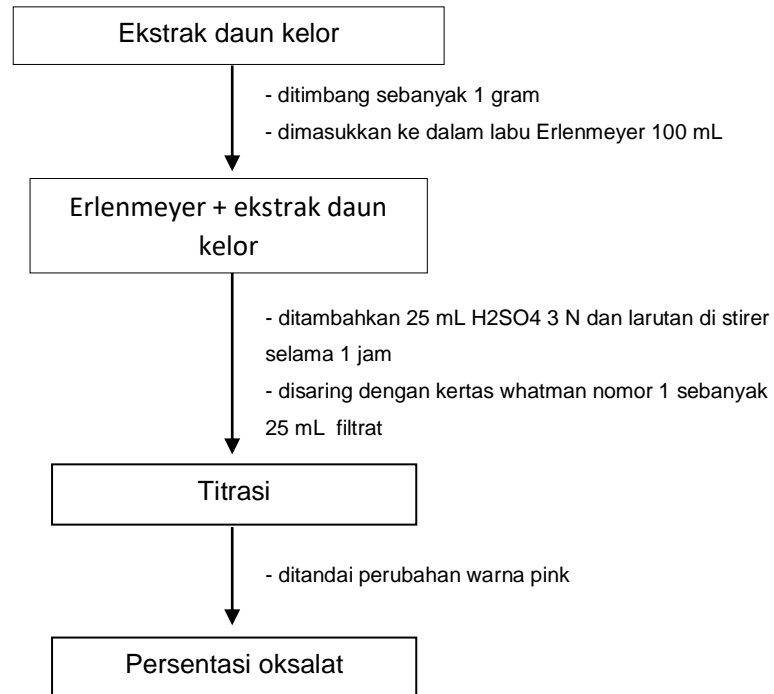 Ekstrak daun kelor
- ditimbang sebanyak 1 gram
- dimasukkan ke dalam labu Erlenmeyer 100 mL
Erlenmeyer + ekstrak daun
kelor
- ditambahkan 25 mL H2SO4 3 N dan larutan di stirer
selama 1 jam
- disaring dengan kertas whatman nomor 1 sebanyak
25 mL filtrat
Titrasi
- ditandai perubahan warna pink
Persentasi oksalat